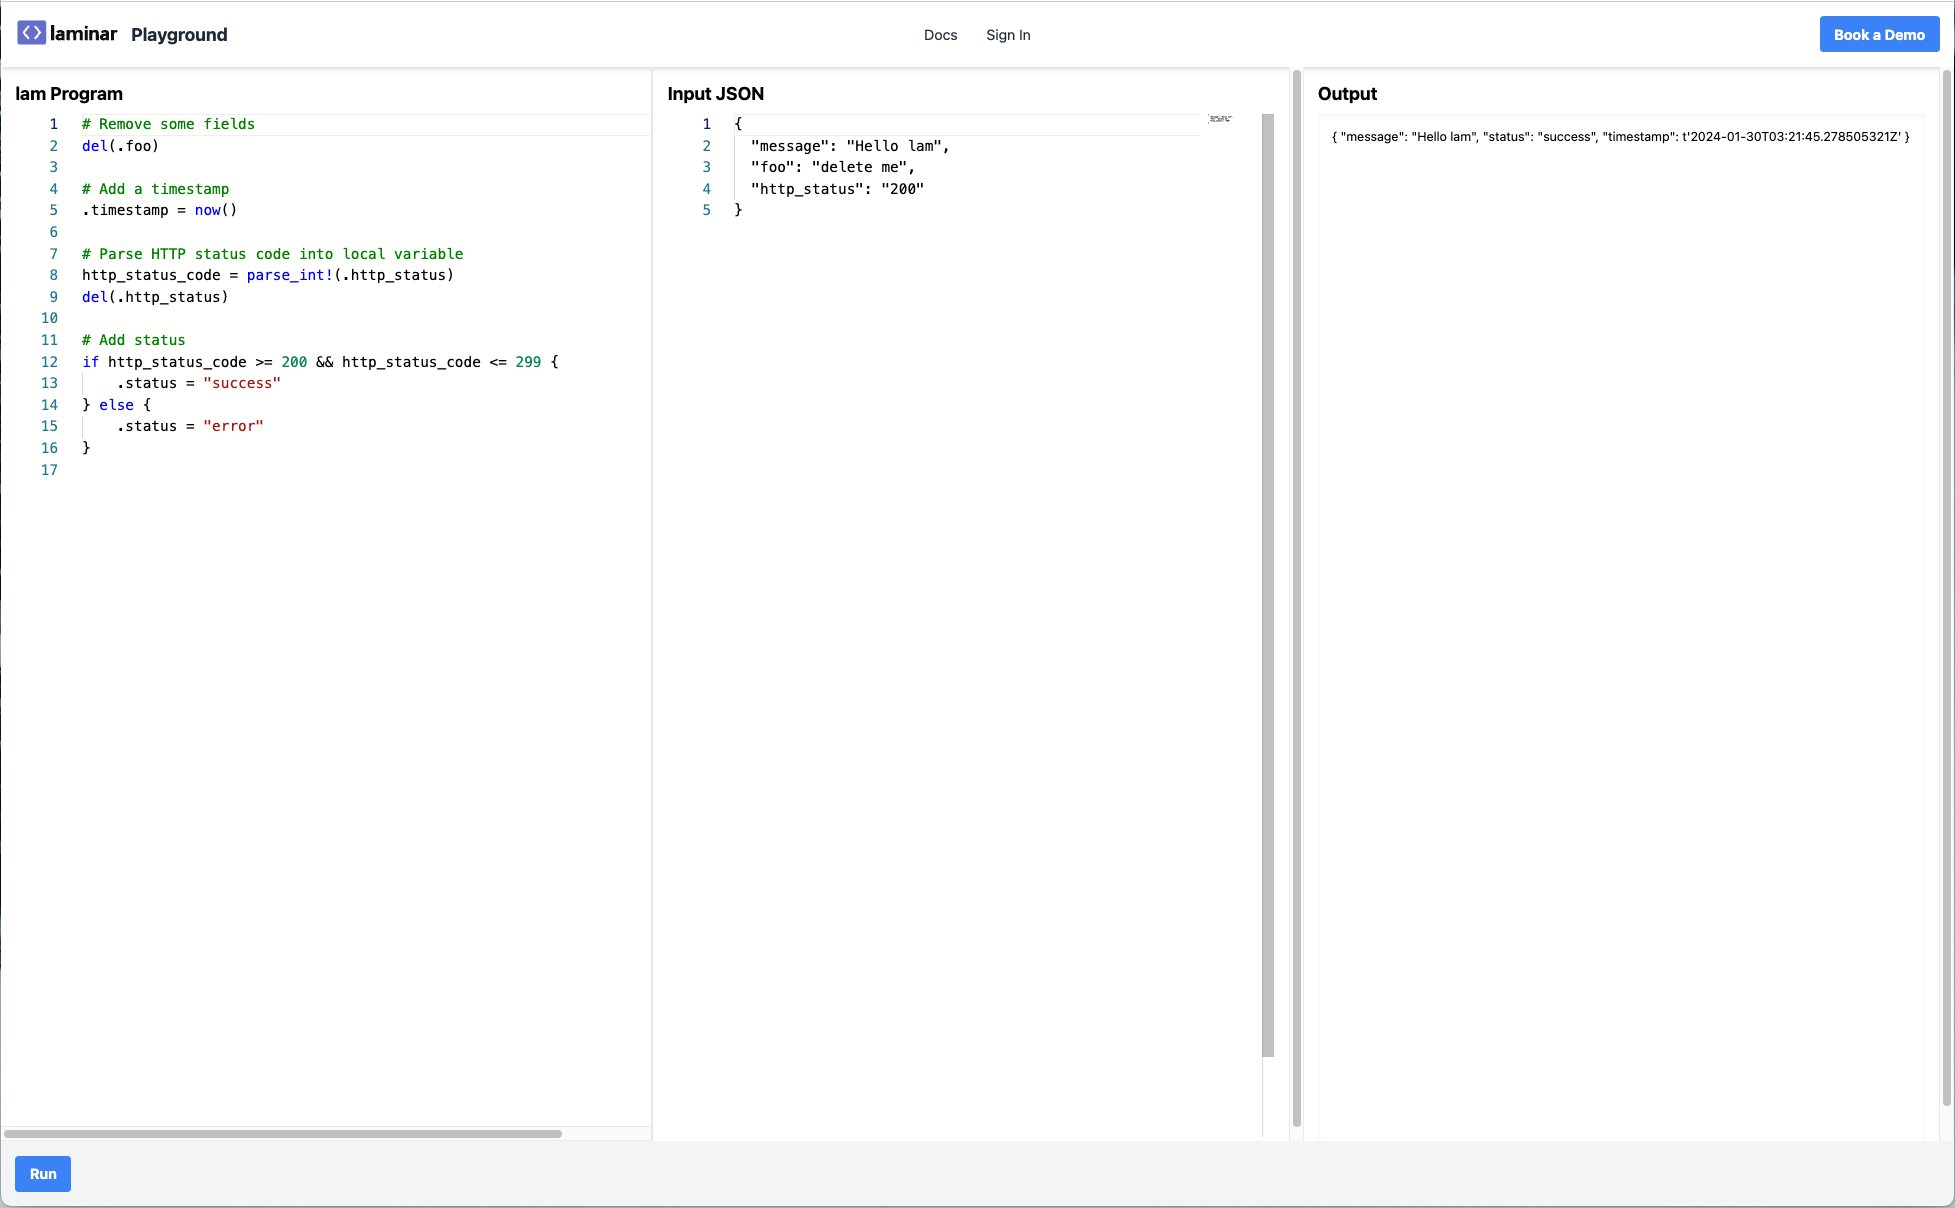 laminar Playground
Docs
Sign In
Book a Demo
lam Program
1 # Remove some fields
2 del(.foo)
3
4 # Add a timestamp
5 .timestamp = now()
6
7 # Parse HTTP status code into local variable
8 http_status_code = parse_int!(.http_status)
9 del(.http_status)
10
11 # Add status
12 if http_status_code >= 200 && http_status_code <= 299 {
13     .status = "success"
14 } else {
15     .status = "error"
16 }
17
Input JSON
1 {
2   "message": "Hello lam",
3   "foo": "delete me",
4   "http_status": "200"
5 }
Output
{ "message": "Hello lam", "status": "success", "timestamp": t'2024-01-30T03:21:45.278505321Z' }
Run